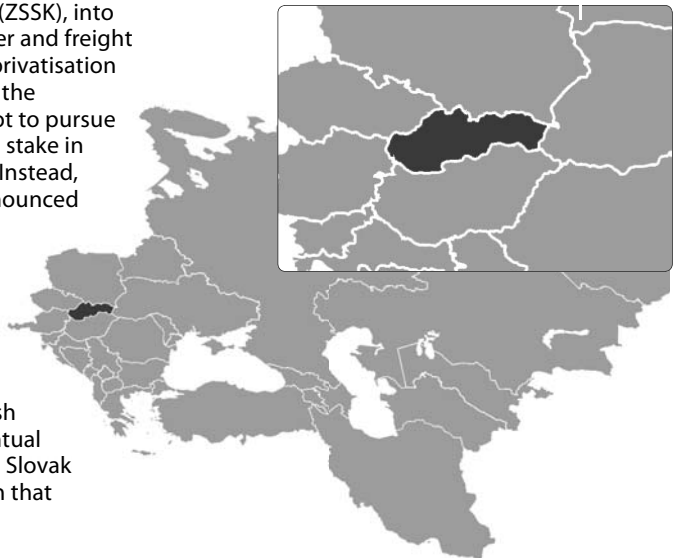 (ZSSK), into
er and freight
privatisation
the
ot to pursue
stake in
Instead,
nounced
sh
tual
Slovak
n that